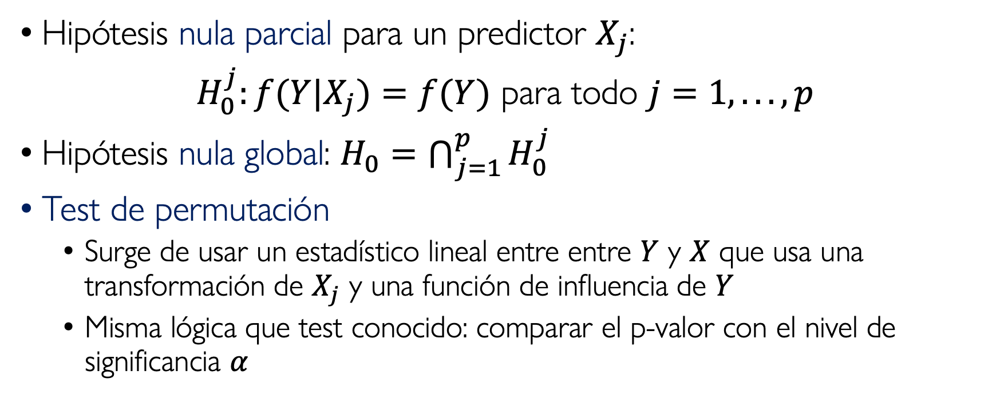 • Hipótesis nula parcial para un predictor $X_j$:
$H_0^j: f(Y|X_j) = f(Y)$ para todo $j = 1, \ldots, p$
• Hipótesis nula global: $H_0 = \bigcap_{j=1}^{p} H_0^j$
• Test de permutación
• Surge de usar un estadístico lineal entre entre $Y$ y $X$ que usa una
transformación de $X_j$ y una función de influencia de $Y$
• Misma lógica que test conocido: comparar el p-valor con el nivel de
significancia $\alpha$